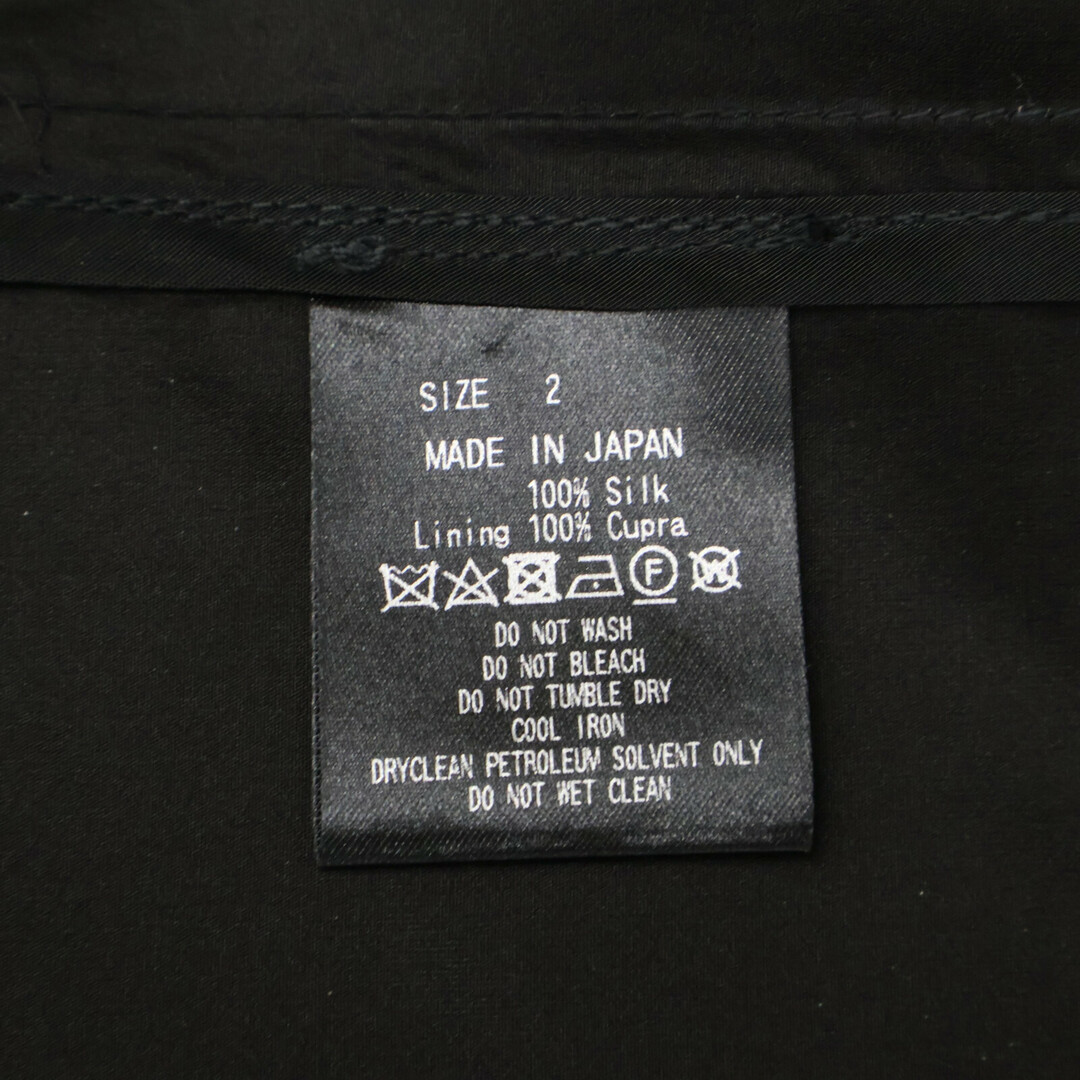 SIZE 2
MADE IN JAPAN
100% Silk
Lining 100% Cupra
F W
DO NOT WASH
DO NOT BLEACH
DO NOT TUMBLE DRY
COOL IRON
DRYCLEAN PETROLEUM SOLVENT ONLY
DO NOT WET CLEAN